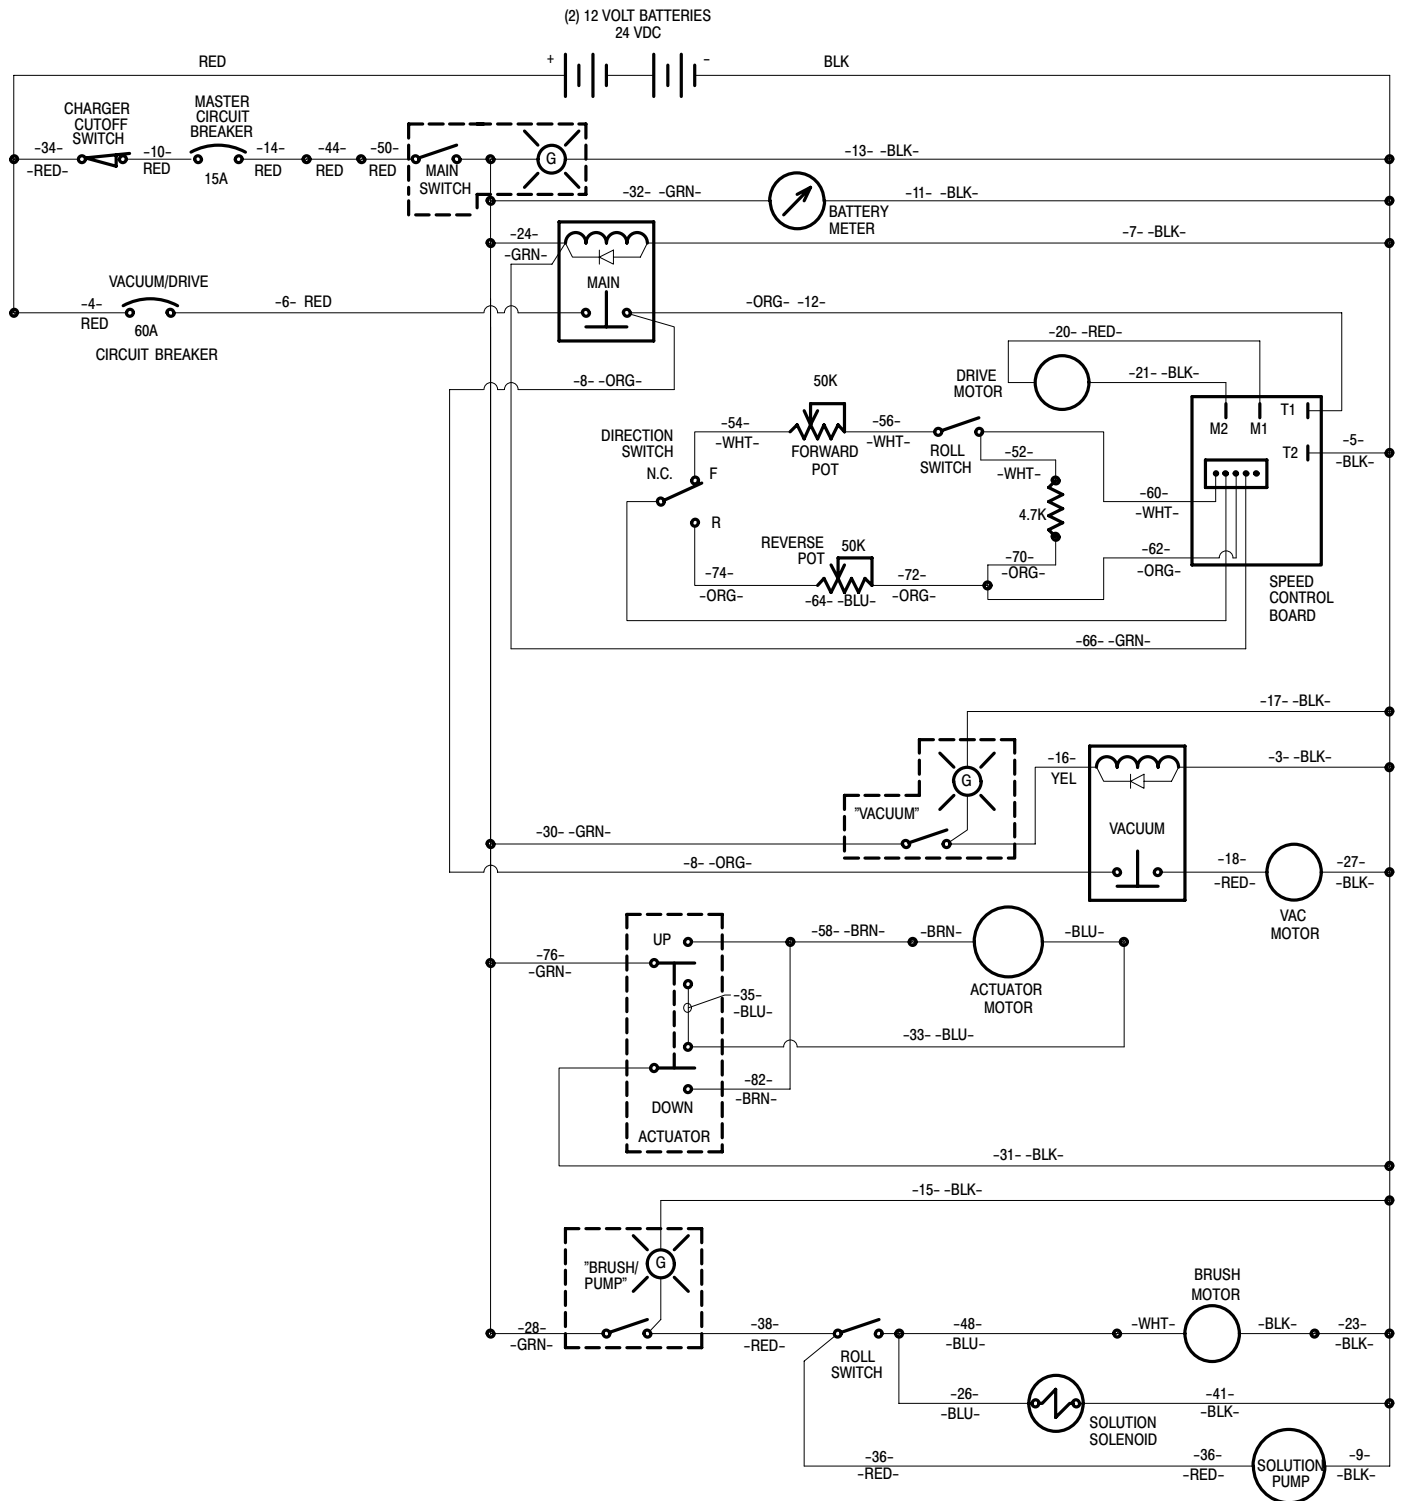 (2) 12 VOLT BATTERIES
24 VDC
RED
+
–
BLK
CHARGER
CUTOFF
SWITCH
MASTER
CIRCUIT
BREAKER
–34–
–RED–
–10–
RED
15A
–14–
RED
–44–
RED
–50–
RED
MAIN
SWITCH
G
–13– –BLK–
–32– –GRN–
BATTERY
METER
–11– –BLK–
–24–
–GRN–
MAIN
–7– –BLK–
VACUUM/DRIVE
–4–
RED
60A
CIRCUIT BREAKER
–6– RED
–ORG– –12–
–8– –ORG–
–20– –RED–
DRIVE
MOTOR
–21– –BLK–
M2
M1
T1
T2
–5–
–BLK–
DIRECTION
SWITCH
N.C.
F
R
–54–
–WHT–
50K
FORWARD
POT
–56–
–WHT–
ROLL
SWITCH
–52–
–WHT–
4.7K
–60–
–WHT–
–62–
–ORG–
–70–
–ORG–
REVERSE
POT
50K
–74–
–ORG–
–64– –BLU–
–72–
–ORG–
SPEED
CONTROL
BOARD
–66– –GRN–
–17– –BLK–
G
"VACUUM"
–16–
YEL
–3– –BLK–
VACUUM
–30– –GRN–
–8– –ORG–
–18–
–RED–
–27–
–BLK–
VAC
MOTOR
UP
–76–
–GRN–
–58– –BRN–
–BRN–
–BLU–
ACTUATOR
MOTOR
–35–
–BLU–
–33– –BLU–
–82–
–BRN–
DOWN
ACTUATOR
–31– –BLK–
–15– –BLK–
"BRUSH/
PUMP"
G
–28–
–GRN–
–38–
–RED–
ROLL
SWITCH
–48–
–BLU–
–WHT–
BRUSH
MOTOR
–BLK–
–23–
–BLK–
–26–
–BLU–
SOLUTION
SOLENOID
–41–
–BLK–
–36–
–RED–
–36–
–RED–
SOLUTION
PUMP
–9–
–BLK–